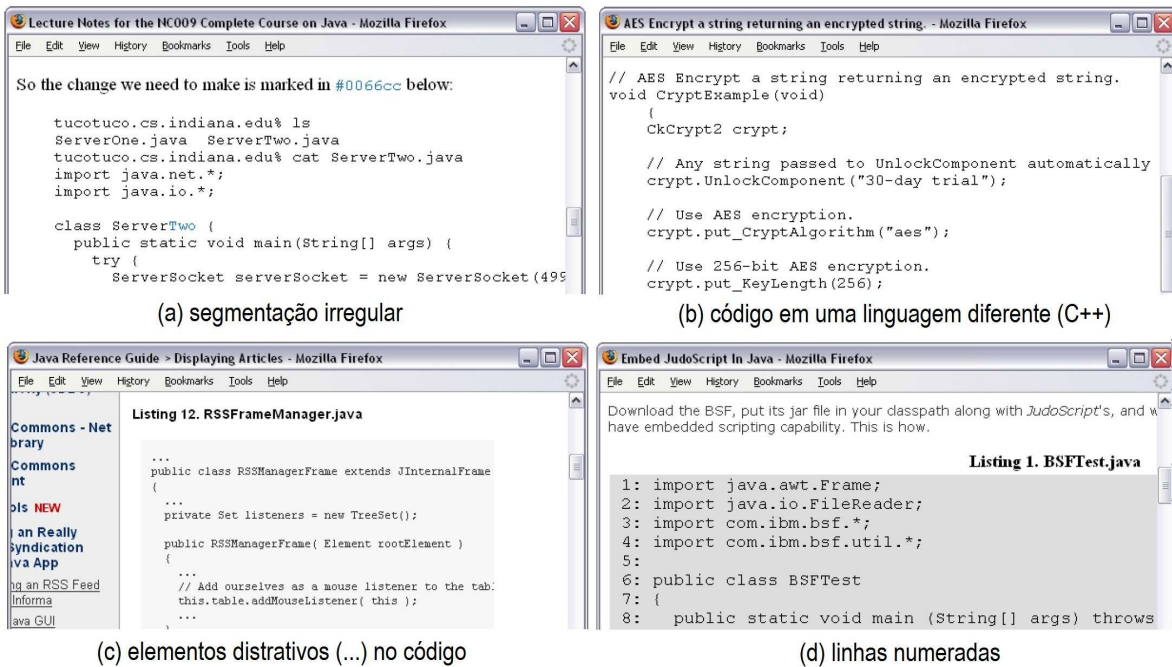 Lecture Notes for the NC009 Complete Course on Java - Mozilla Firefox
File Edit View History Bookmarks Tools Help
So the change we need to make is marked in #0066cc below:
tucotuco.cs.indiana.edu% ls
ServerOne.java ServerTwo.java
tucotuco.cs.indiana.edu% cat ServerTwo.java
import java.net.*;
import java.io.*;
class ServerTwo {
public static void main(String[] args) {
try {
ServerSocket serverSocket = new ServerSocket(499
(a) segmentação irregular
AES Encrypt a string returning an encrypted string. - Mozilla Firefox
File Edit View History Bookmarks Tools Help
// AES Encrypt a string returning an encrypted string.
void CryptExample(void)
{
CkCrypt2 crypt;
// Any string passed to UnlockComponent automatically
crypt.UnlockComponent("30-day trial");
// Use AES encryption.
crypt.put_CryptAlgorithm("aes");
// Use 256-bit AES encryption.
crypt.put_KeyLength(256);
(b) código em uma linguagem diferente (C++)
Java Reference Guide > Displaying Articles - Mozilla Firefox
File Edit View History Bookmarks Tools Help
Commons - Net
brary
Commons
nt
ols NEW
g an Really
Syndication
va App
ng an RSS Feed
Informa
ava GUI
Listing 12. RSSFrameManager.java
...
public class RSSManagerFrame extends JInternalFrame
{
...
private Set listeners = new TreeSet();
public RSSManagerFrame( Element rootElement )
{
...
// Add ourselves as a mouse listener to the tabl
this.table.addMouseListener( this );
...
(c) elementos distrativos (...) no código
Embed JudoScript In Java - Mozilla Firefox
File Edit View History Bookmarks Tools Help
Download the BSF, put its jar file in your classpath along with JudoScript's, and w
have embedded scripting capability. This is how.
Listing 1. BSFTest.java
1: import java.awt.Frame;
2: import java.io.FileReader;
3: import com.ibm.bsf.*;
4: import com.ibm.bsf.util.*;
5:
6: public class BSFTest
7: {
8: public static void main (String[] args) throws
(d) linhas numeradas